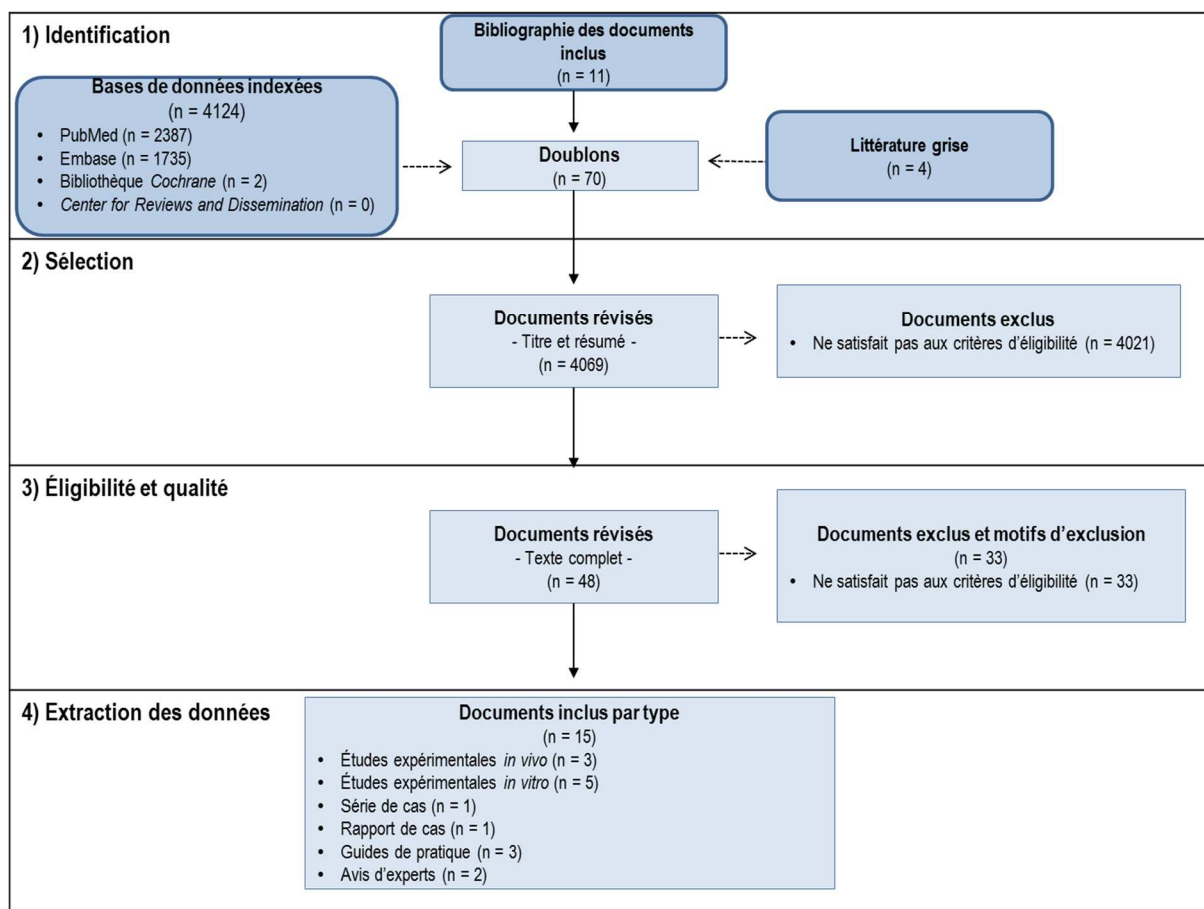 1) Identification
Bibliographie des documents
inclus
(n = 11)
Bases de données indexées
(n = 4124)
• PubMed (n = 2387)
• Embase (n = 1735)
• Bibliothèque Cochrane (n = 2)
• Center for Reviews and Dissemination (n = 0)
Doublons
(n = 70)
Littérature grise
(n = 4)
2) Sélection
Documents révisés
- Titre et résumé -
(n = 4069)
Documents exclus
• Ne satisfait pas aux critères d'éligibilité (n = 4021)
3) Éligibilité et qualité
Documents révisés
- Texte complet -
(n = 48)
Documents exclus et motifs d'exclusion
(n = 33)
• Ne satisfait pas aux critères d'éligibilité (n = 33)
4) Extraction des données
Documents inclus par type
(n = 15)
• Études expérimentales in vivo (n = 3)
• Études expérimentales in vitro (n = 5)
• Série de cas (n = 1)
• Rapport de cas (n = 1)
• Guides de pratique (n = 3)
• Avis d'experts (n = 2)